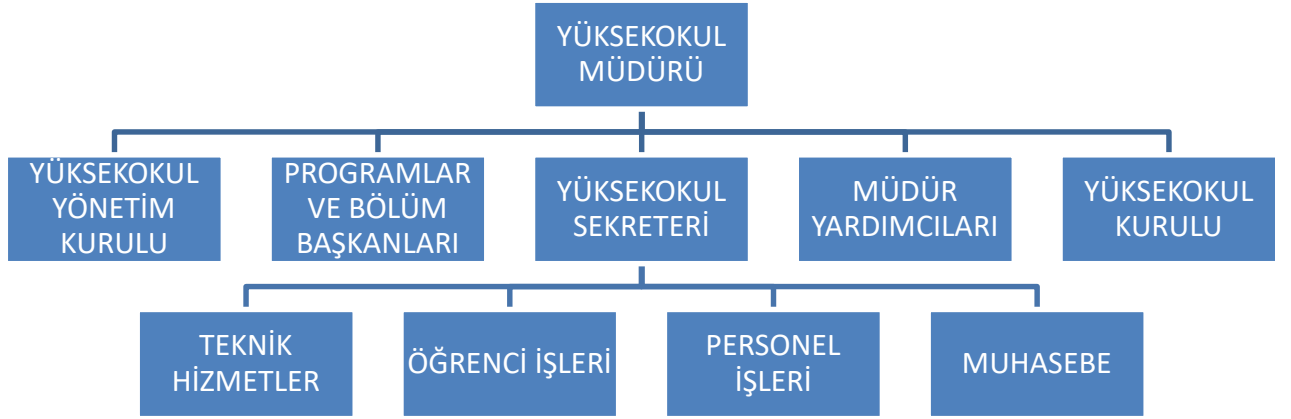 YÜKSEKOKUL
MÜDÜRÜ
YÜKSEKOKUL
YÖNETİM
KURULU
PROGRAMLAR
VE BÖLÜM
BAŞKANLARI
YÜKSEKOKUL
SEKRETERİ
MÜDÜR
YARDIMCILARI
YÜKSEKOKUL
KURULU
TEKNİK
HİZMETLER
ÖĞRENCİ İŞLERİ
PERSONEL
İŞLERİ
MUHASEBE